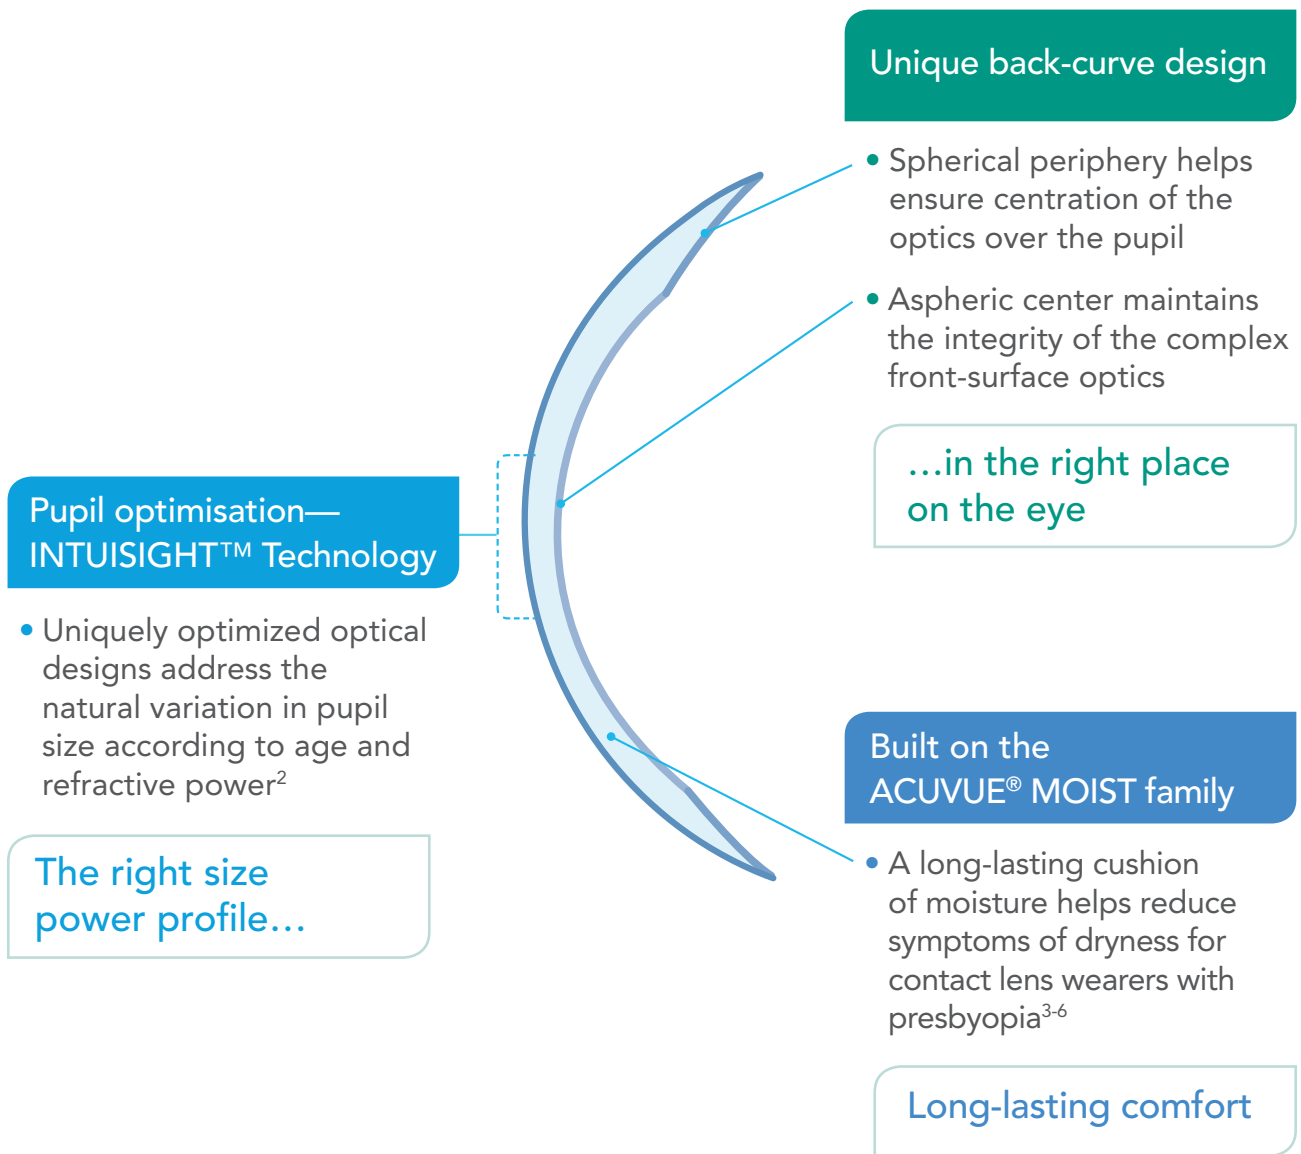 Unique back-curve design
• Spherical periphery helps
ensure centration of the
optics over the pupil
• Aspheric center maintains
the integrity of the complex
front-surface optics
…in the right place
on the eye
Pupil optimisation—
INTUISIGHT™ Technology
• Uniquely optimized optical
designs address the
natural variation in pupil
size according to age and
refractive power²
The right size
power profile…
Built on the
ACUVUE® MOIST family
• A long-lasting cushion
of moisture helps reduce
symptoms of dryness for
contact lens wearers with
presbyopia³⁻⁶
Long-lasting comfort